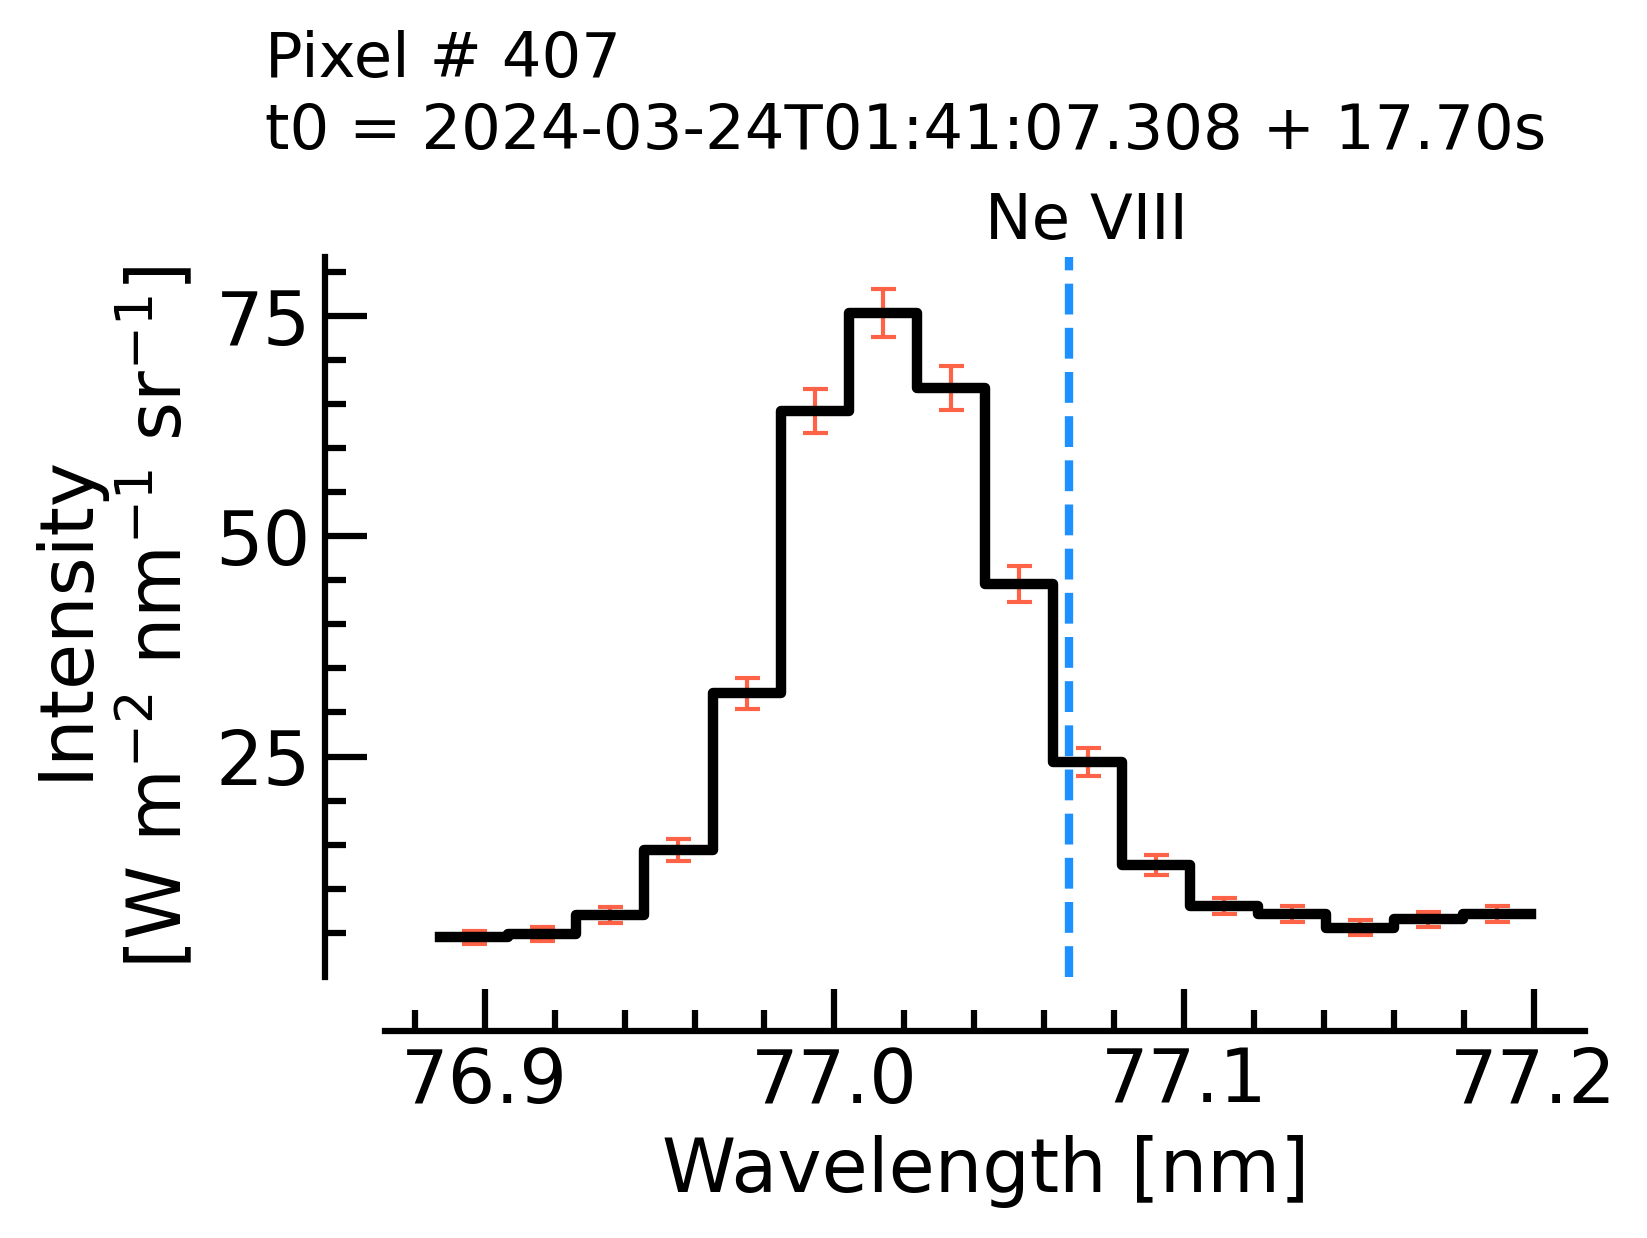 Pixel # 407
t0 = 2024-03-24T01:41:07.308 + 17.70s
Ne VIII
Intensity
[W m⁻² nm⁻¹ sr⁻¹]
75
50
25
76.9
77.0
77.1
77.2
Wavelength [nm]